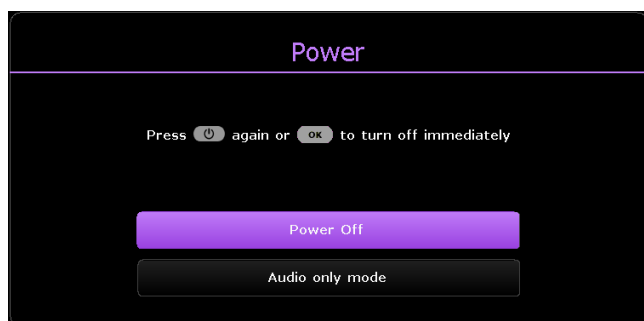 Power
Press again or OK to turn off immediately
Power Off
Audio only mode